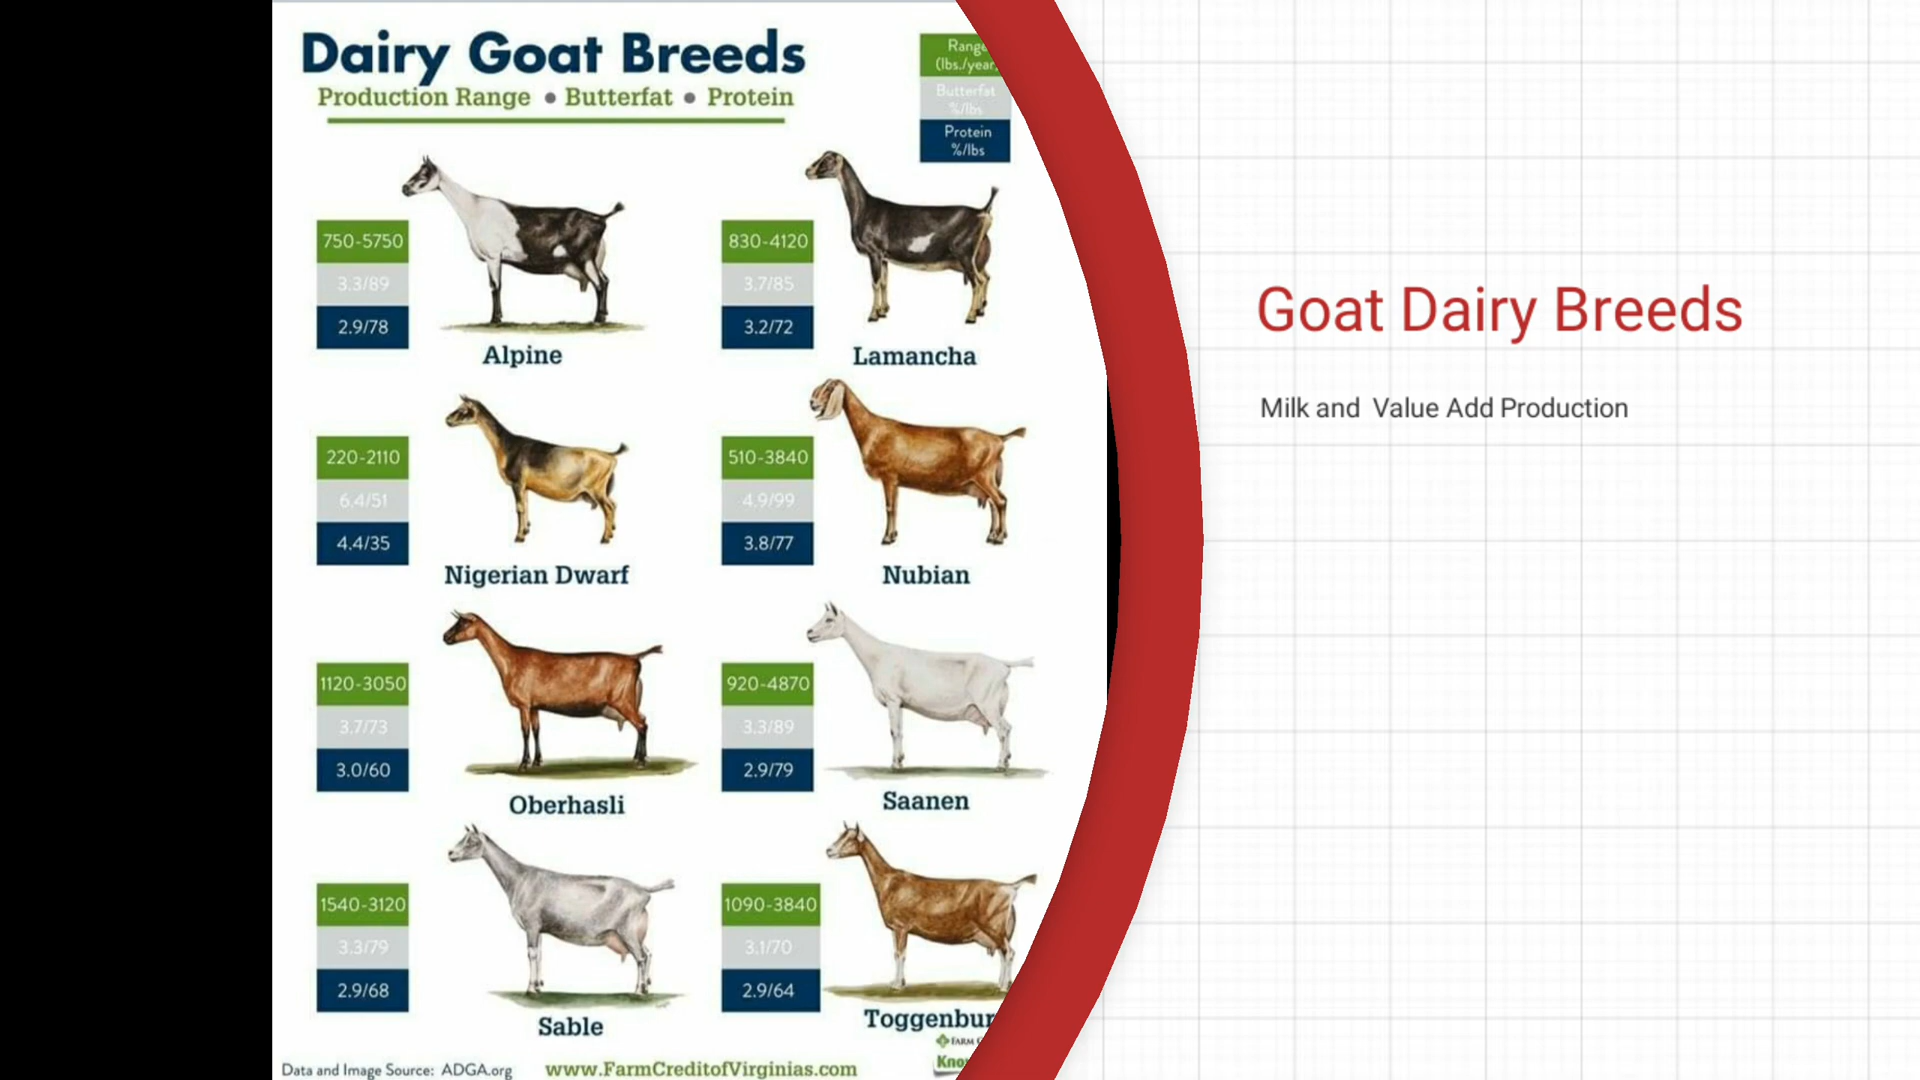 Dairy Goat Breeds
Production Range • Butterfat • Protein
Range
(lbs./year
Butterfat
%/lbs
Protein
%/lbs
750-5750
3.3/89
2.9/78
Alpine
830-4120
3.7/85
3.2/72
Lamancha
220-2110
6.4/51
4.4/35
Nigerian Dwarf
510-3840
4.9/99
3.8/77
Nubian
1120-3050
3.7/73
3.0/60
Oberhasli
920-4870
3.3/89
2.9/79
Saanen
1540-3120
3.3/79
2.9/68
Sable
1090-3840
3.1/70
2.9/64
Toggenbur
Data and Image Source: ADGA.org
www.FarmCreditofVirginias.com
FARM
Goat Dairy Breeds
Milk and Value Add Production